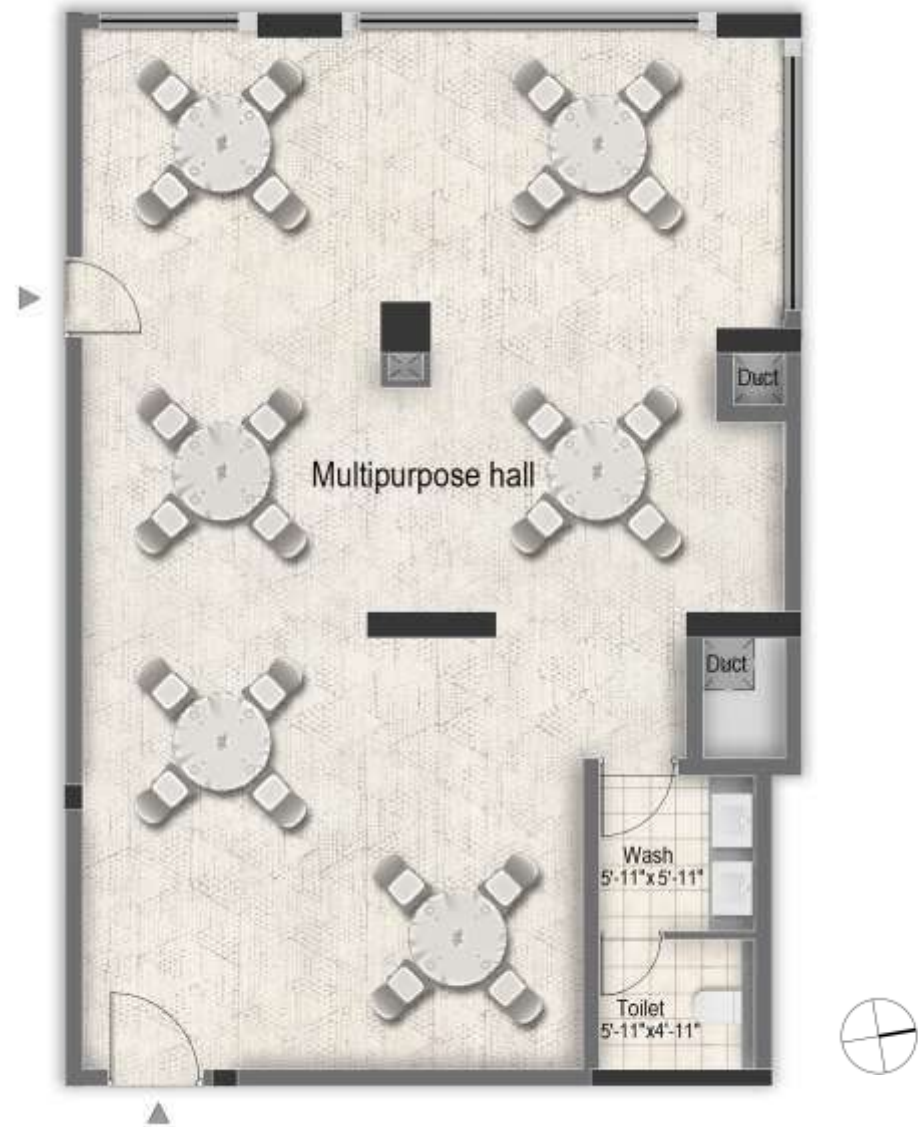 Duct
Multipurpose hall
Duct
Wash
5'-11"x 5'-11"
Toilet
5'-11"x4'-11"